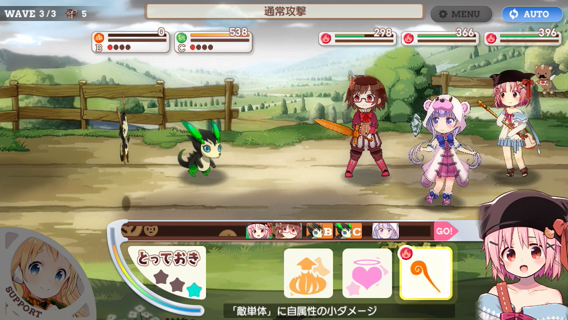 WAVE 3/3 5
通常攻撃
MENU
AUTO
B 0
C 538
298
366
396
B C GO!
とっておき
SUPPORT
「敵単体」に自属性の小ダメージ